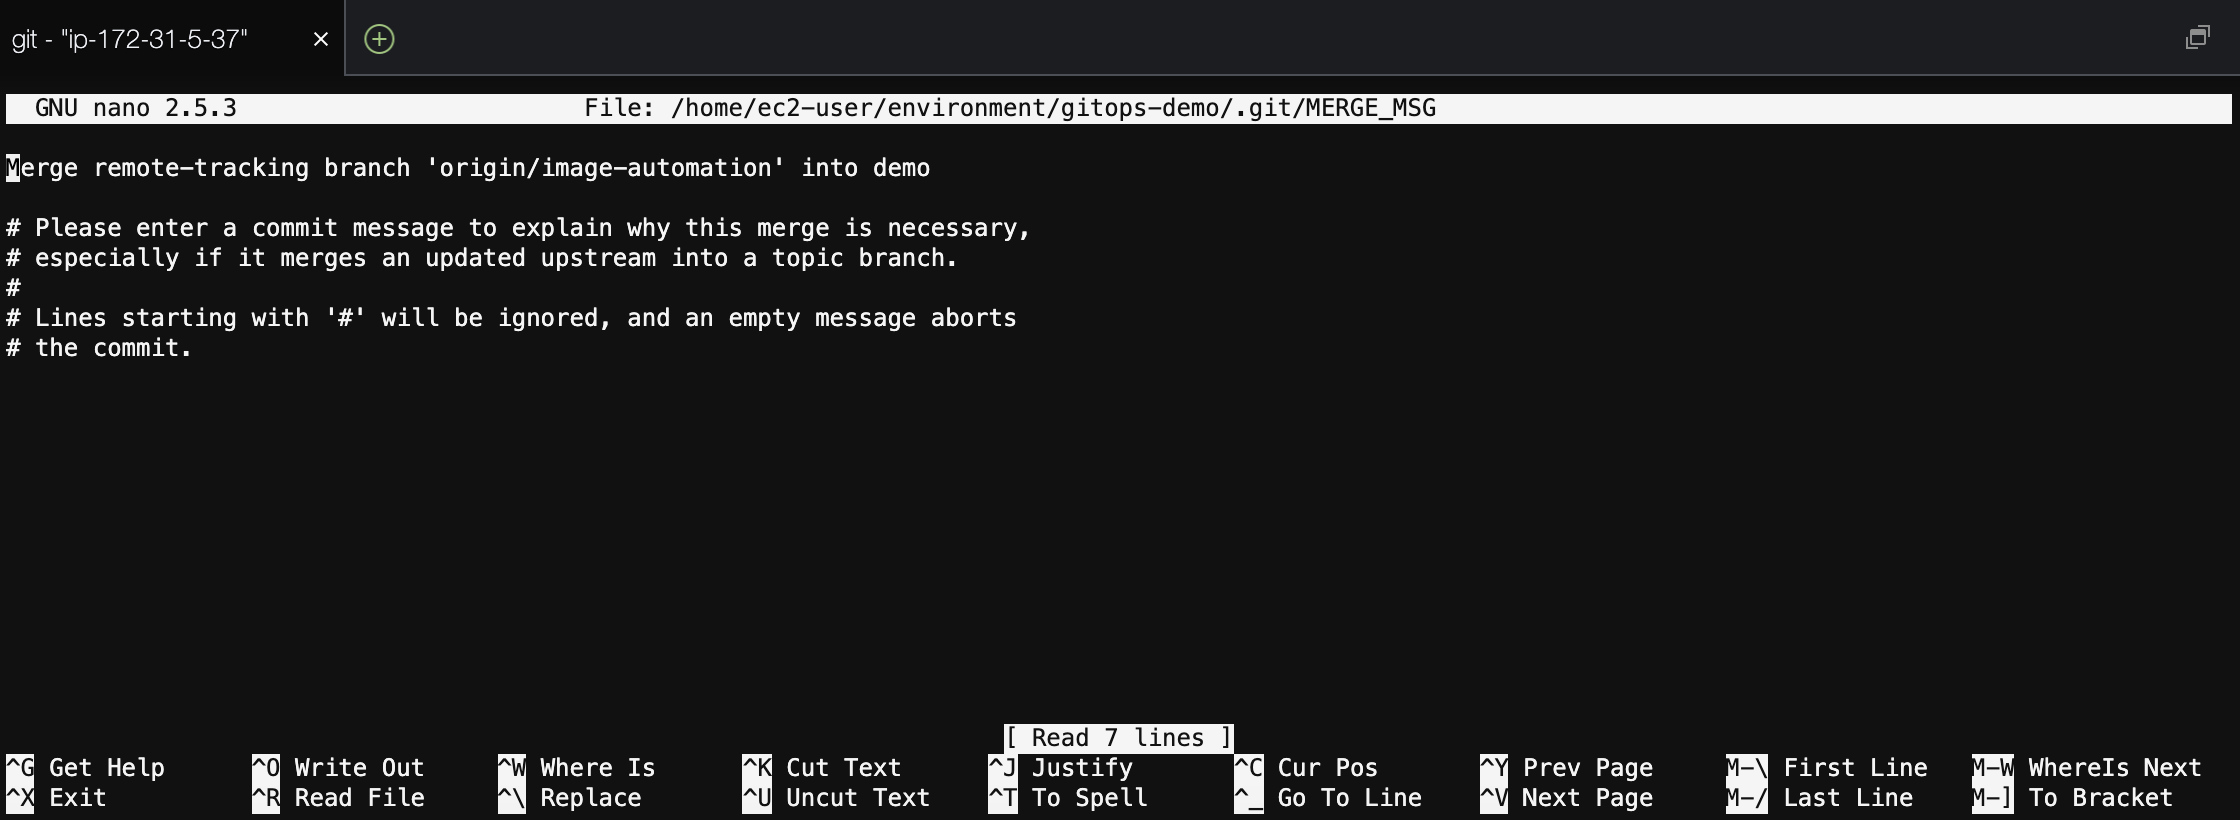 git - "ip-172-31-5-37"
GNU nano 2.5.3 File: /home/ec2-user/environment/gitops-demo/.git/MERGE_MSG
Merge remote-tracking branch 'origin/image-automation' into demo
# Please enter a commit message to explain why this merge is necessary,
# especially if it merges an updated upstream into a topic branch.
#
# Lines starting with '#' will be ignored, and an empty message aborts
# the commit.
[ Read 7 lines ]
^G Get Help ^O Write Out ^W Where Is ^K Cut Text ^J Justify ^C Cur Pos ^Y Prev Page M-\ First Line M-W WhereIs Next
^X Exit ^R Read File ^\ Replace ^U Uncut Text ^T To Spell ^_ Go To Line ^V Next Page M-/ Last Line M-] To Bracket